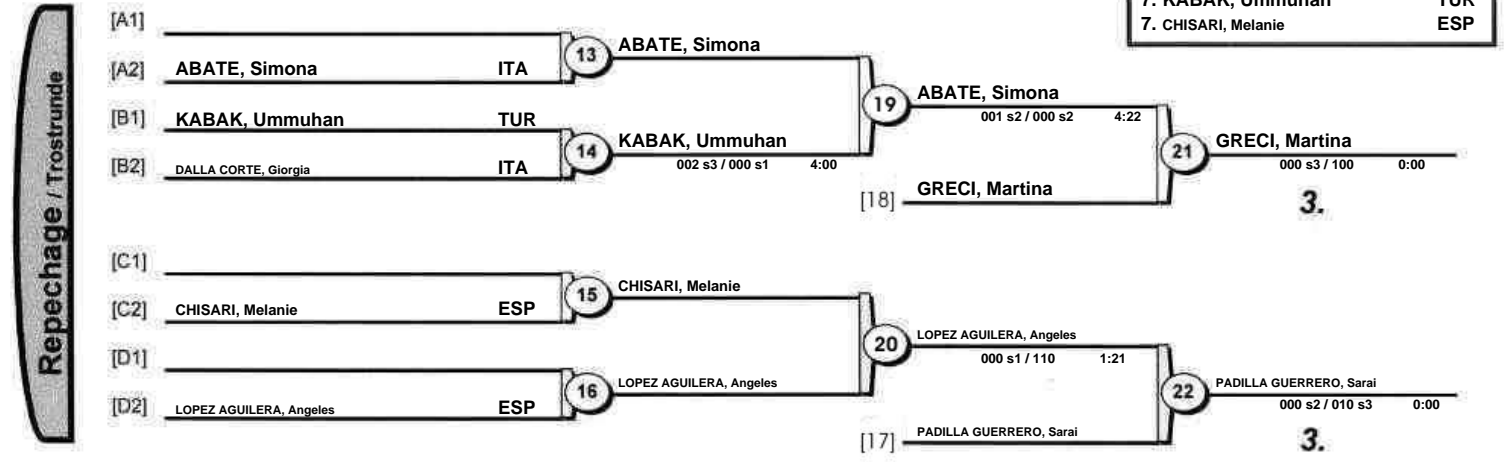 7. KABAK, Ummuhan TUR
7. CHISARI, Melanie ESP
Repechage / Trostrunde
[A1]
[A2] ABATE, Simona ITA
13 ABATE, Simona
[B1] KABAK, Ummuhan TUR
[B2] DALLA CORTE, Giorgia ITA
14 KABAK, Ummuhan
002 s3 / 000 s1 4:00
19 ABATE, Simona
001 s2 / 000 s2 4:22
[18] GRECI, Martina
21 GRECI, Martina
000 s3 / 100 0:00
3.
[C1]
[C2] CHISARI, Melanie ESP
15 CHISARI, Melanie
[D1]
[D2] LOPEZ AGUILERA, Angeles ESP
16 LOPEZ AGUILERA, Angeles
20 LOPEZ AGUILERA, Angeles
000 s1 / 110 1:21
[17] PADILLA GUERRERO, Sarai
22 PADILLA GUERRERO, Sarai
000 s2 / 010 s3 0:00
3.